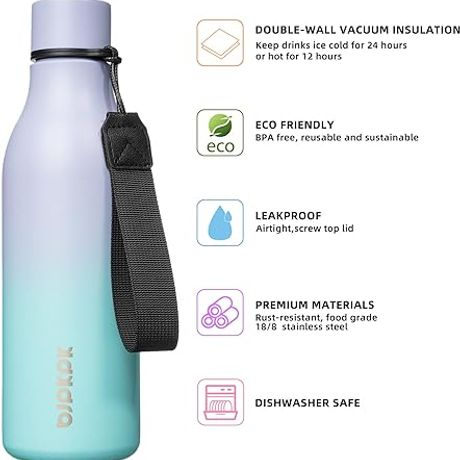 DOUBLE-WALL VACUUM INSULATION
Keep drinks ice cold for 24 hours
or hot for 12 hours
eco
ECO FRIENDLY
BPA free, reusable and sustainable
LEAKPROOF
Airtight,screw top lid
PREMIUM MATERIALS
Rust-resistant, food grade
18/8 stainless steel
DISHWASHER SAFE
BJPKPK